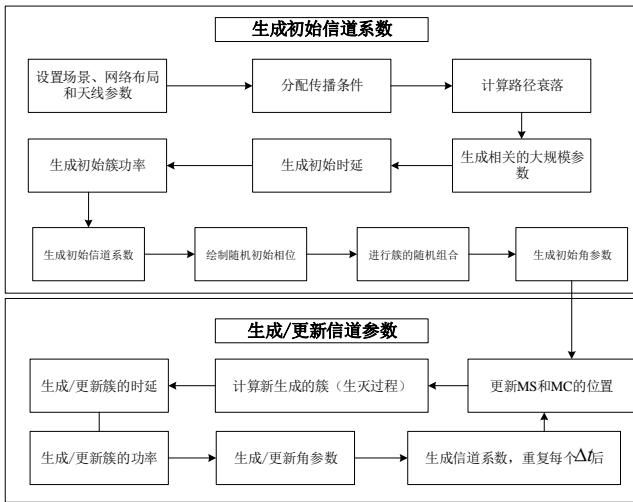 生成初始信道系数
设置场景、网络布局
和天线参数
分配传播条件
计算路径衰落
生成初始簇功率
生成初始时延
生成相关的大规模参
数
生成初始信道系数
绘制随机初始相位
进行簇的随机组合
生成初始角参数
生成/更新信道参数
生成/更新簇的时延
计算新生成的簇（生灭过程）
更新MS和MC的位置
生成/更新簇的功率
生成/更新角参数
生成信道系数，重复每个Δt后